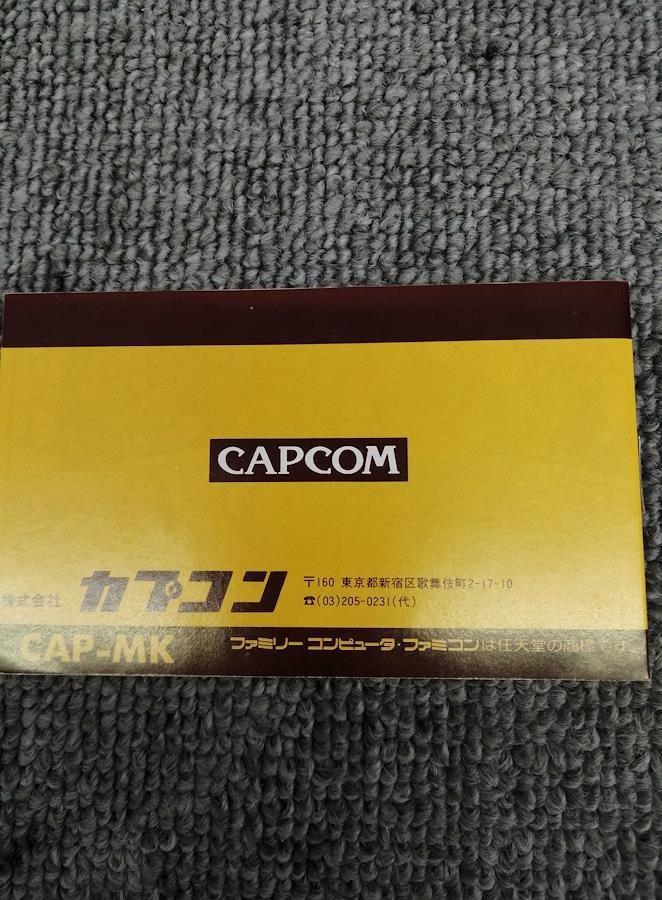 CAPCOM
株式会社 カプコン 〒160 東京都新宿区歌舞伎町2-17-10
☎(03)205-0231(代)
CAP-MK ファミリー コンピュータ・ファミコンは任天堂の商標です